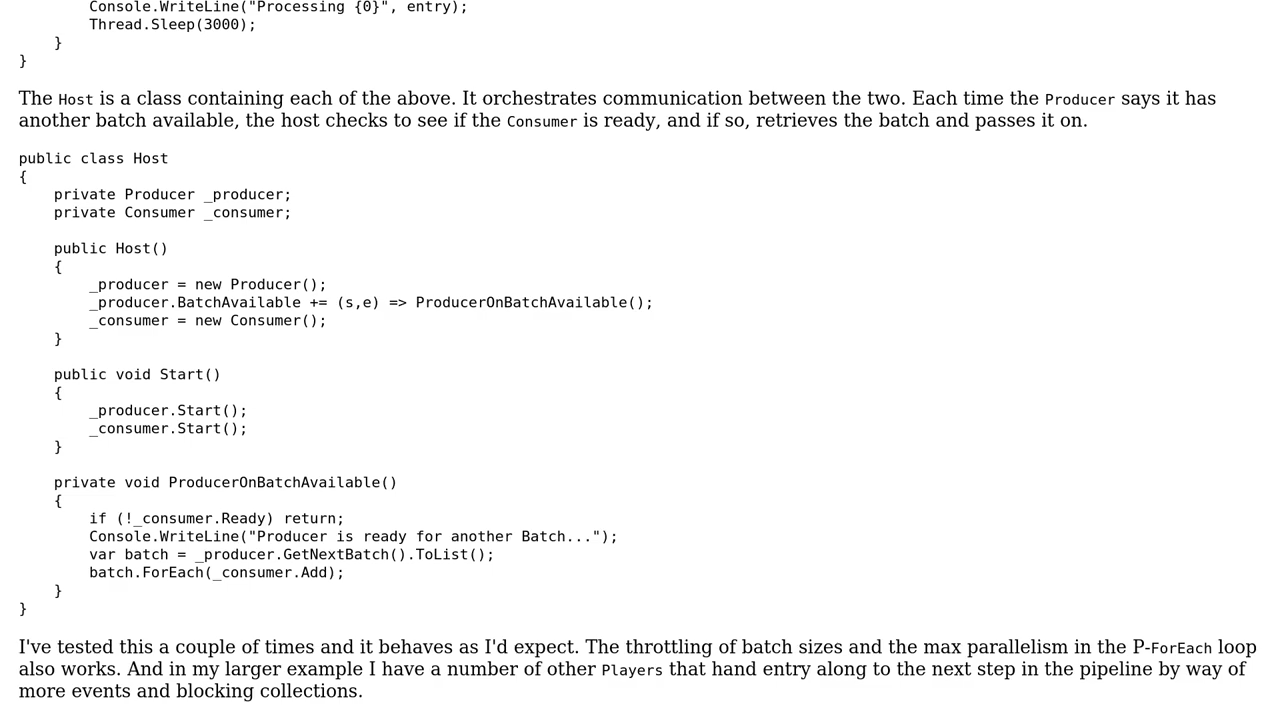 Console.WriteLine("Processing {0}", entry);
        Thread.Sleep(3000);
    }
}
The Host is a class containing each of the above. It orchestrates communication between the two. Each time the Producer says it has
another batch available, the host checks to see if the Consumer is ready, and if so, retrieves the batch and passes it on.
public class Host
{
    private Producer _producer;
    private Consumer _consumer;

    public Host()
    {
        _producer = new Producer();
        _producer.BatchAvailable += (s,e) => ProducerOnBatchAvailable();
        _consumer = new Consumer();
    }

    public void Start()
    {
        _producer.Start();
        _consumer.Start();
    }

    private void ProducerOnBatchAvailable()
    {
        if (!_consumer.Ready) return;
        Console.WriteLine("Producer is ready for another Batch...");
        var batch = _producer.GetNextBatch().ToList();
        batch.ForEach(_consumer.Add);
    }
}
I've tested this a couple of times and it behaves as I'd expect. The throttling of batch sizes and the max parallelism in the P-ForEach loop
also works. And in my larger example I have a number of other Players that hand entry along to the next step in the pipeline by way of
more events and blocking collections.